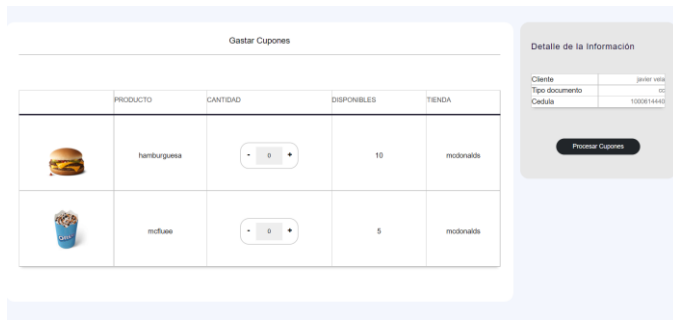 Gastar Cupones
PRODUCTO CANTIDAD DISPONIBLES TIENDA
hamburguesa - 0 + 10 mcdonalds
mcfluee - 0 + 5 mcdonalds
Detalle de la Información
Cliente javier vela
Tipo documento cc
Cedula 1000814440
Procesar Cupones